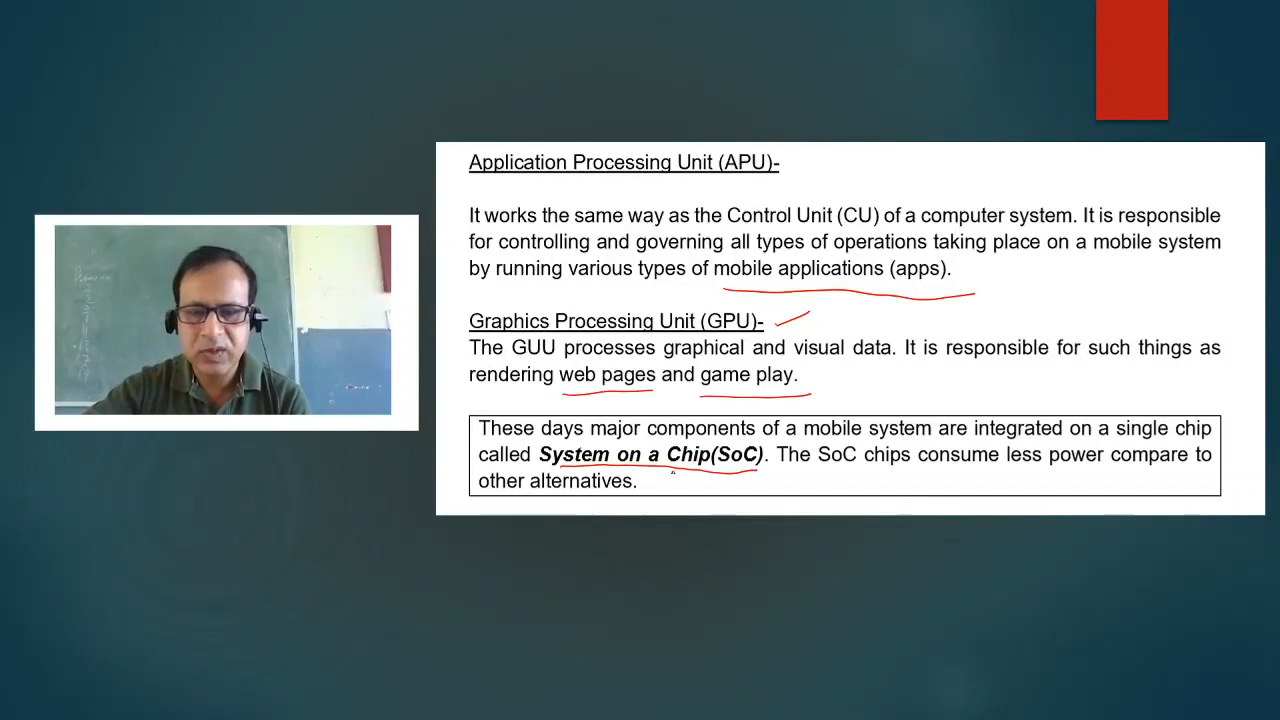 Application Processing Unit (APU)-
It works the same way as the Control Unit (CU) of a computer system. It is responsible
for controlling and governing all types of operations taking place on a mobile system
by running various types of mobile applications (apps).
Graphics Processing Unit (GPU)-
The GUU processes graphical and visual data. It is responsible for such things as
rendering web pages and game play.
These days major components of a mobile system are integrated on a single chip
called System on a Chip(SoC). The SoC chips consume less power compare to
other alternatives.